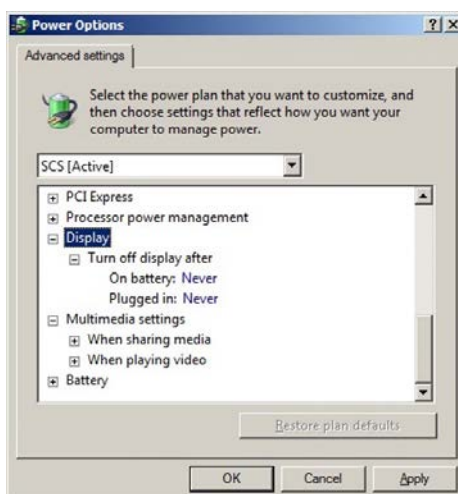 Power Options
Advanced settings
Select the power plan that you want to customize, and
then choose settings that reflect how you want your
computer to manage power.
SCS [Active]
PCI Express
Processor power management
Display
Turn off display after
On battery: Never
Plugged in: Never
Multimedia settings
When sharing media
When playing video
Battery
Restore plan defaults
OK Cancel Apply